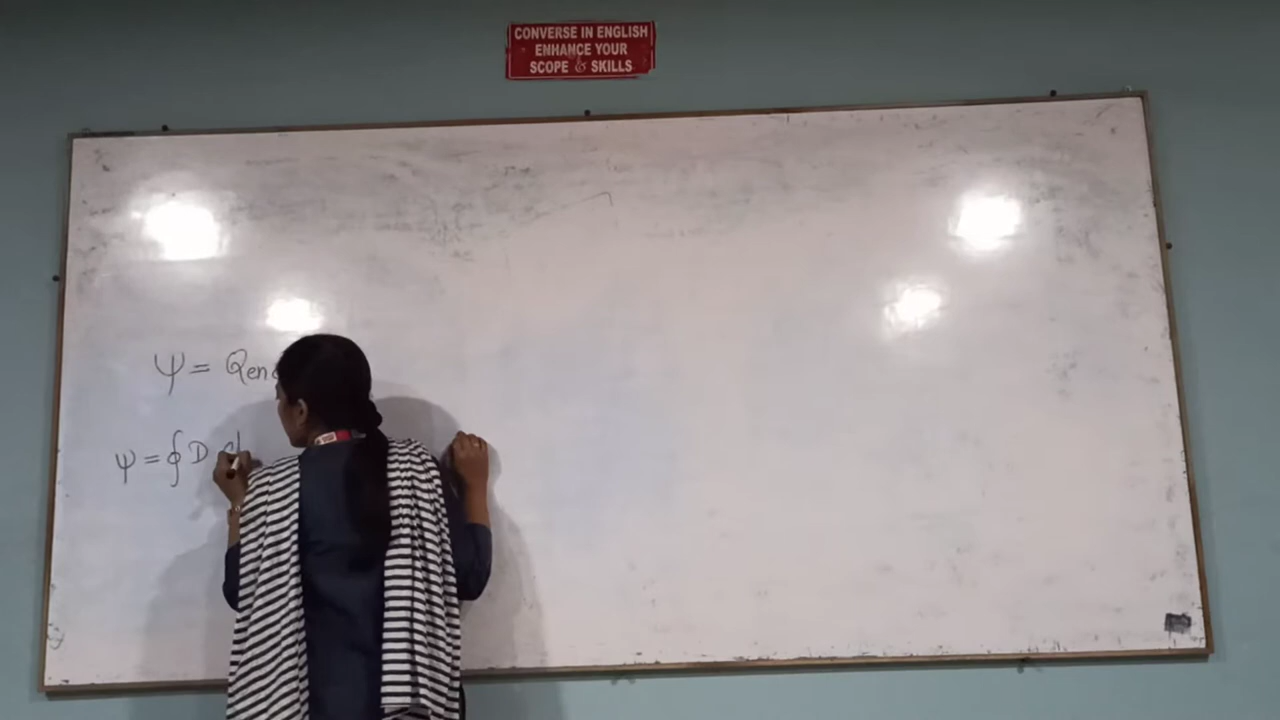 CONVERSE IN ENGLISH
ENHANCE YOUR
SCOPE & SKILLS
Ψ = Qen
Ψ = ∮ D d